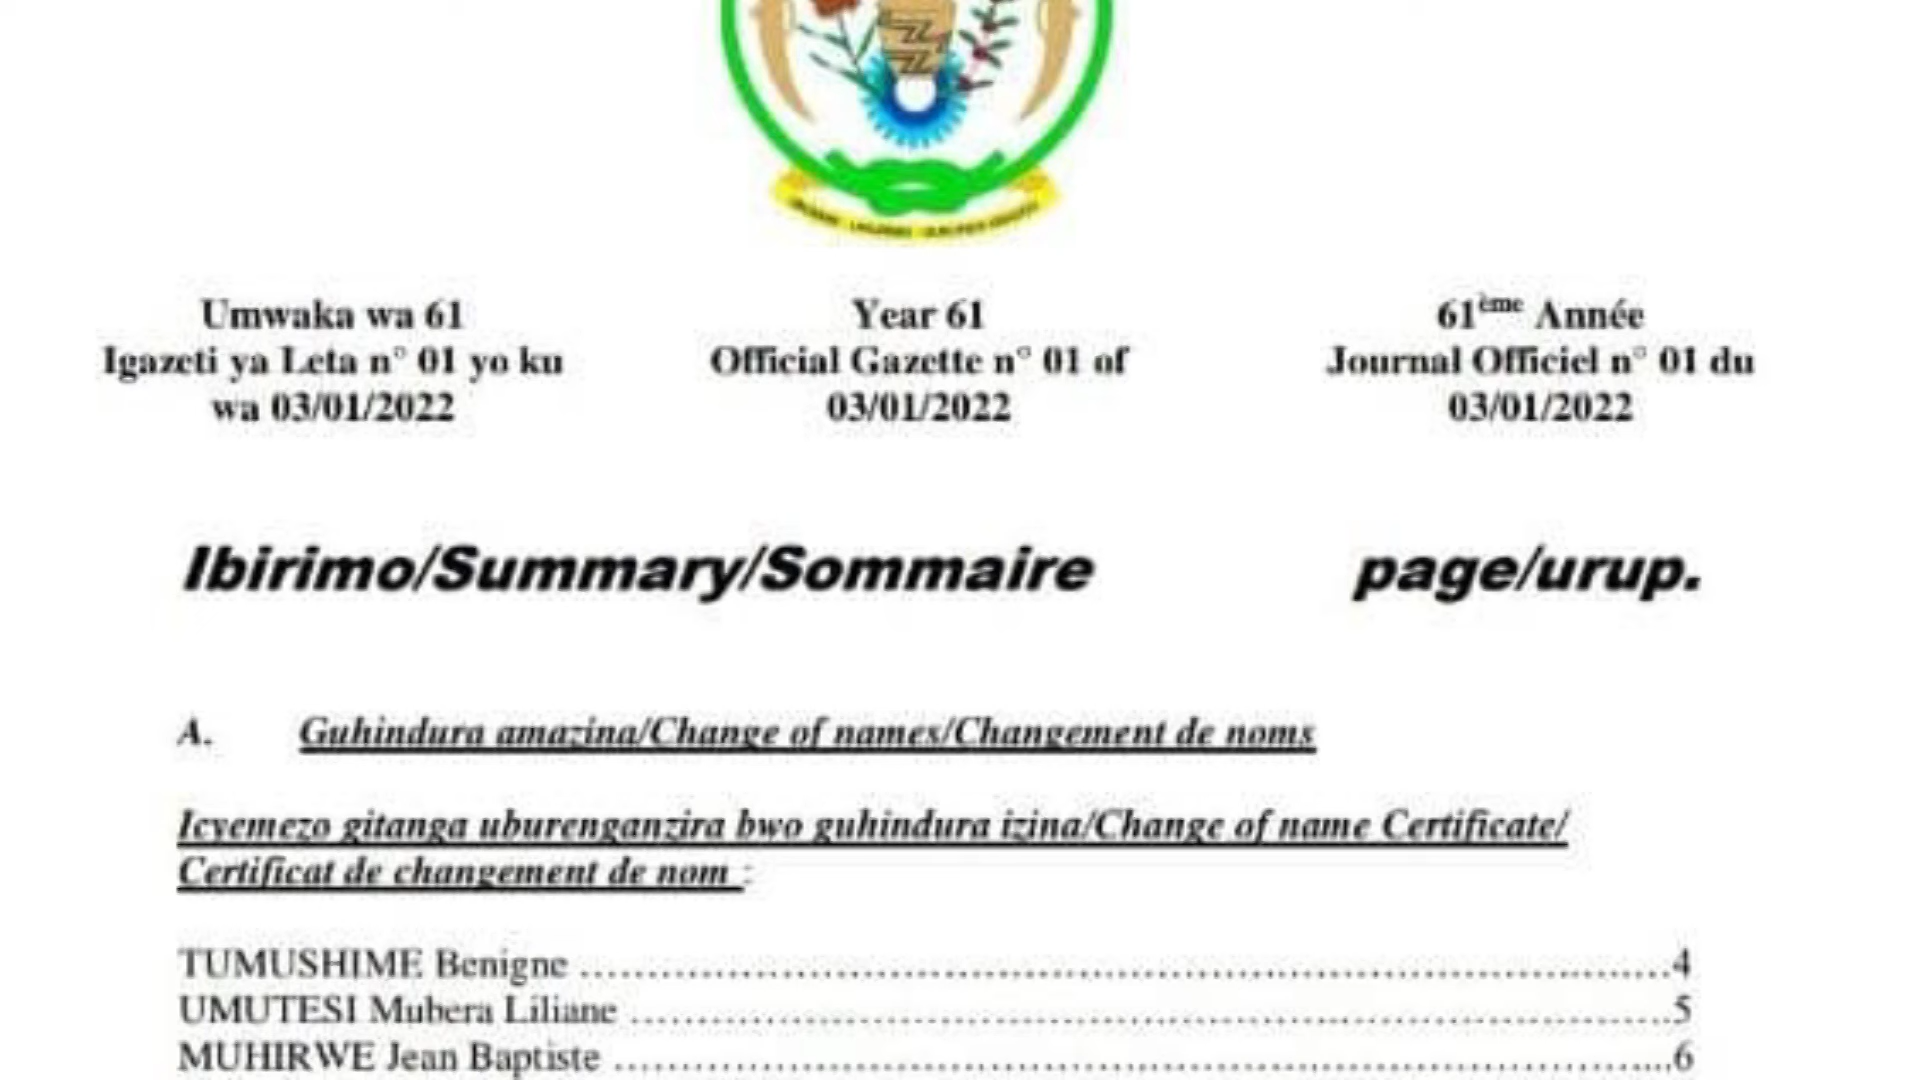 Umwaka wa 61
Igazeti ya Leta n° 01 yo ku
wa 03/01/2022
Year 61
Official Gazette n° 01 of
03/01/2022
61ème Année
Journal Officiel n° 01 du
03/01/2022
Ibirimo/Summary/Sommaire page/urup.
A. Guhindura amazina/Change of names/Changement de noms
Icyemezo gitanga uburenganzira bwo guhindura izina/Change of name Certificate/
Certificat de changement de nom :
TUMUSHIME Benigne ........................................................................................4
UMUTESI Mubera Liliane ....................................................................................5
MUHIRWE Jean Baptiste ......................................................................................6